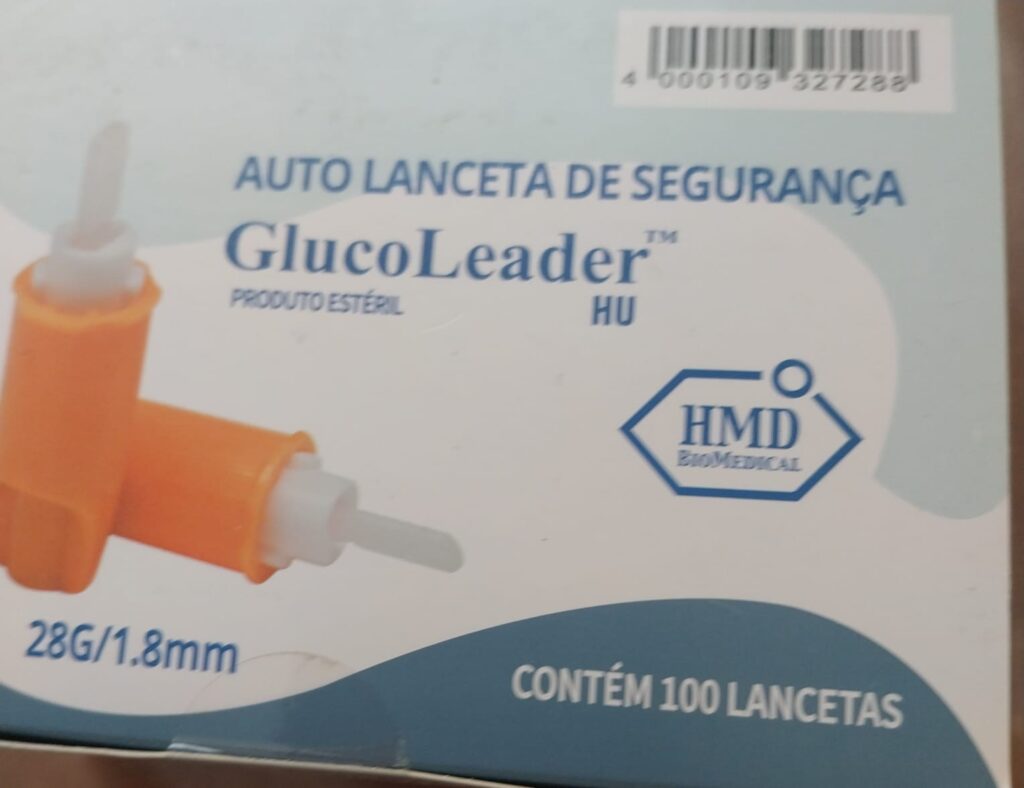 4 000109 327288
AUTO LANCETA DE SEGURANÇA
GlucoLeader™
PRODUTO ESTÉRIL
HU
HMD
BIOMEDICAL
28G/1.8mm
CONTÉM 100 LANCETAS